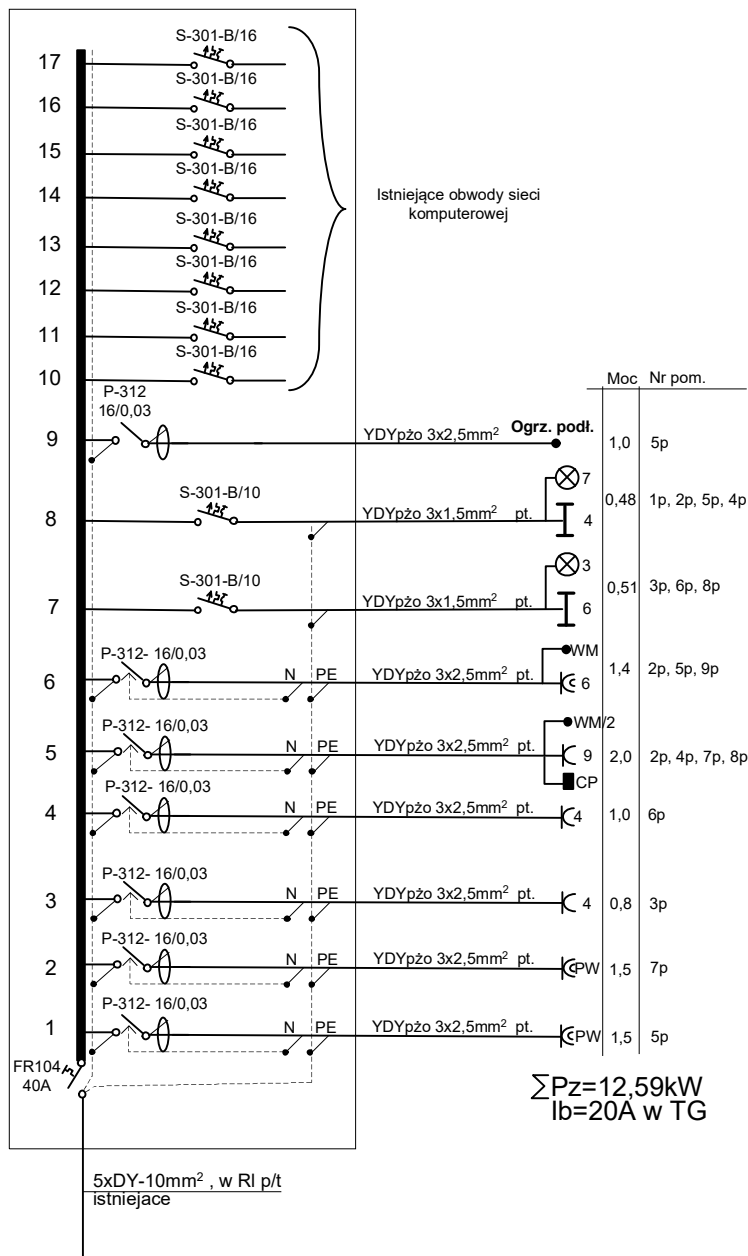 S-301-B/16
17
S-301-B/16
16
S-301-B/16
15
S-301-B/16
14
Istniejące obwody sieci
komputerowej
S-301-B/16
13
S-301-B/16
12
S-301-B/16
11
S-301-B/16
10
Moc Nr pom.
P-312
16/0,03
9 YDYpżo 3x2,5mm² Ogrz. podł. 1,0 5p
S-301-B/10
8 YDYpżo 3x1,5mm² pt. 7 4 0,48 1p, 2p, 5p, 4p
S-301-B/10
7 YDYpżo 3x1,5mm² pt. 3 6 0,51 3p, 6p, 8p
P-312- 16/0,03
6 N PE YDYpżo 3x2,5mm² pt. WM 6 1,4 2p, 5p, 9p
P-312- 16/0,03
5 N PE YDYpżo 3x2,5mm² pt. WM/2 9 CP 2,0 2p, 4p, 7p, 8p
P-312- 16/0,03
4 N PE YDYpżo 3x2,5mm² pt. 4 1,0 6p
P-312- 16/0,03
3 N PE YDYpżo 3x2,5mm² pt. 4 0,8 3p
P-312- 16/0,03
2 N PE YDYpżo 3x2,5mm² pt. PW 1,5 7p
P-312- 16/0,03
1 N PE YDYpżo 3x2,5mm² pt. PW 1,5 5p
FR104
40A
∑Pz=12,59kW
Ib=20A w TG
5xDY-10mm² , w Rl p/t
istniejace